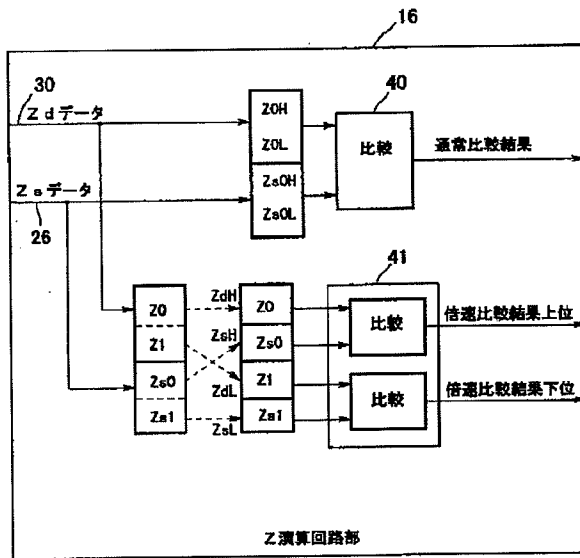 16
30
Zdデータ
Z0H
Z0L
40
比較
通常比較結果
Zsデータ
26
Zs0H
Zs0L
41
Z0
Z1
Zs0
Zs1
ZdH
ZsH
ZdL
ZsL
Z0
Zs0
Z1
Zs1
比較
倍速比較結果上位
比較
倍速比較結果下位
Z演算回路部